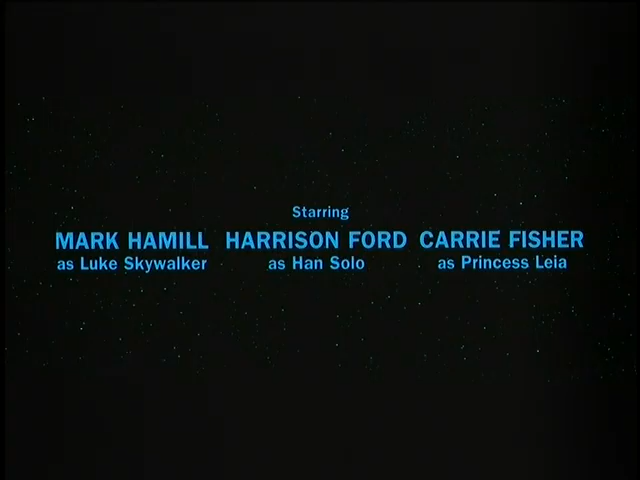 Starring
MARK HAMILL HARRISON FORD CARRIE FISHER
as Luke Skywalker as Han Solo as Princess Leia